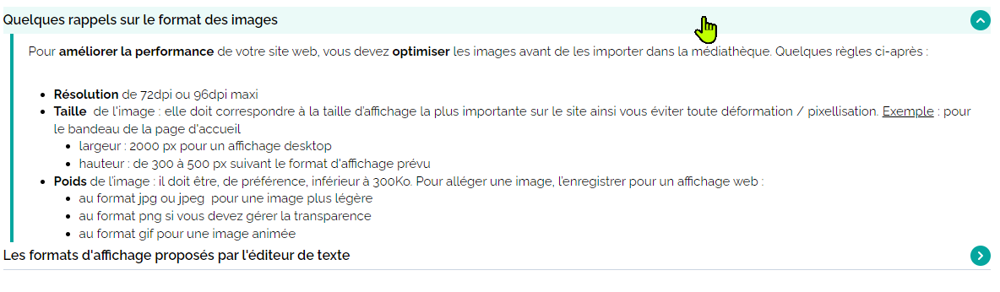 Quelques rappels sur le format des images
Pour améliorer la performance de votre site web, vous devez optimiser les images avant de les importer dans la médiathèque. Quelques règles ci-après :
Résolution de 72dpi ou 96dpi maxi
Taille de l'image : elle doit correspondre à la taille d'affichage la plus importante sur le site ainsi vous éviter toute déformation / pixellisation. Exemple : pour
le bandeau de la page d'accueil
largeur : 2000 px pour un affichage desktop
hauteur : de 300 à 500 px suivant le format d'affichage prévu
Poids de l'image : il doit être, de préférence, inférieur à 300Ko. Pour alléger une image, l'enregistrer pour un affichage web :
au format jpg ou jpeg pour une image plus légère
au format png si vous devez gérer la transparence
au format gif pour une image animée
Les formats d'affichage proposés par l'éditeur de texte